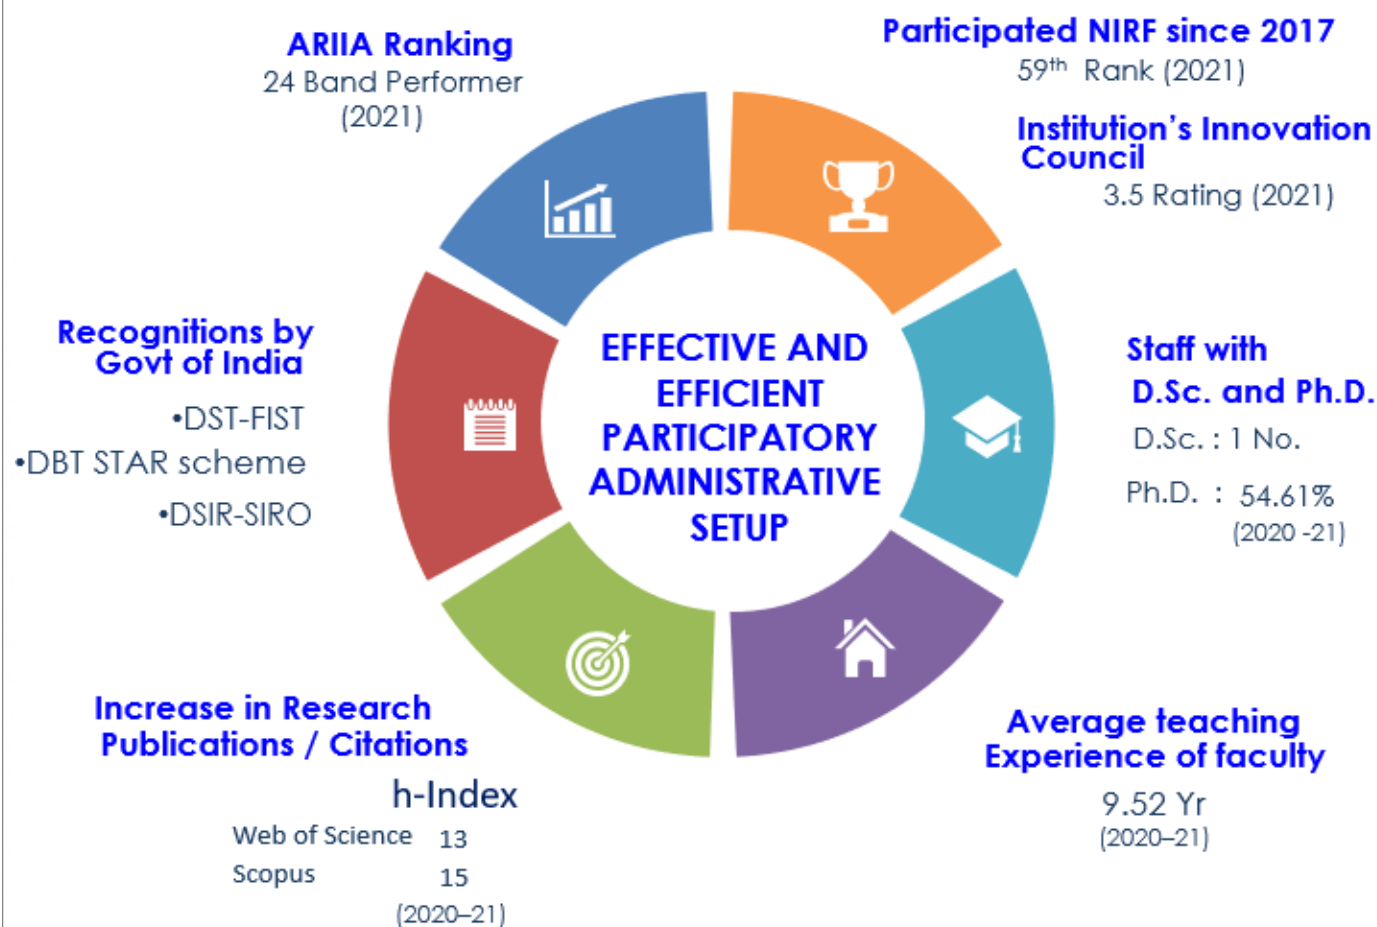 ARIIA Ranking
24 Band Performer
(2021)
Participated NIRF since 2017
59th Rank (2021)
Institution's Innovation
Council
3.5 Rating (2021)
Recognitions by
Govt of India
•DST-FIST
•DBT STAR scheme
•DSIR-SIRO
EFFECTIVE AND
EFFICIENT
PARTICIPATORY
ADMINISTRATIVE
SETUP
Staff with
D.Sc. and Ph.D.
D.Sc. : 1 No.
Ph.D. : 54.61%
(2020 -21)
Increase in Research
Publications / Citations
h-Index
Web of Science 13
Scopus 15
(2020–21)
Average teaching
Experience of faculty
9.52 Yr
(2020–21)